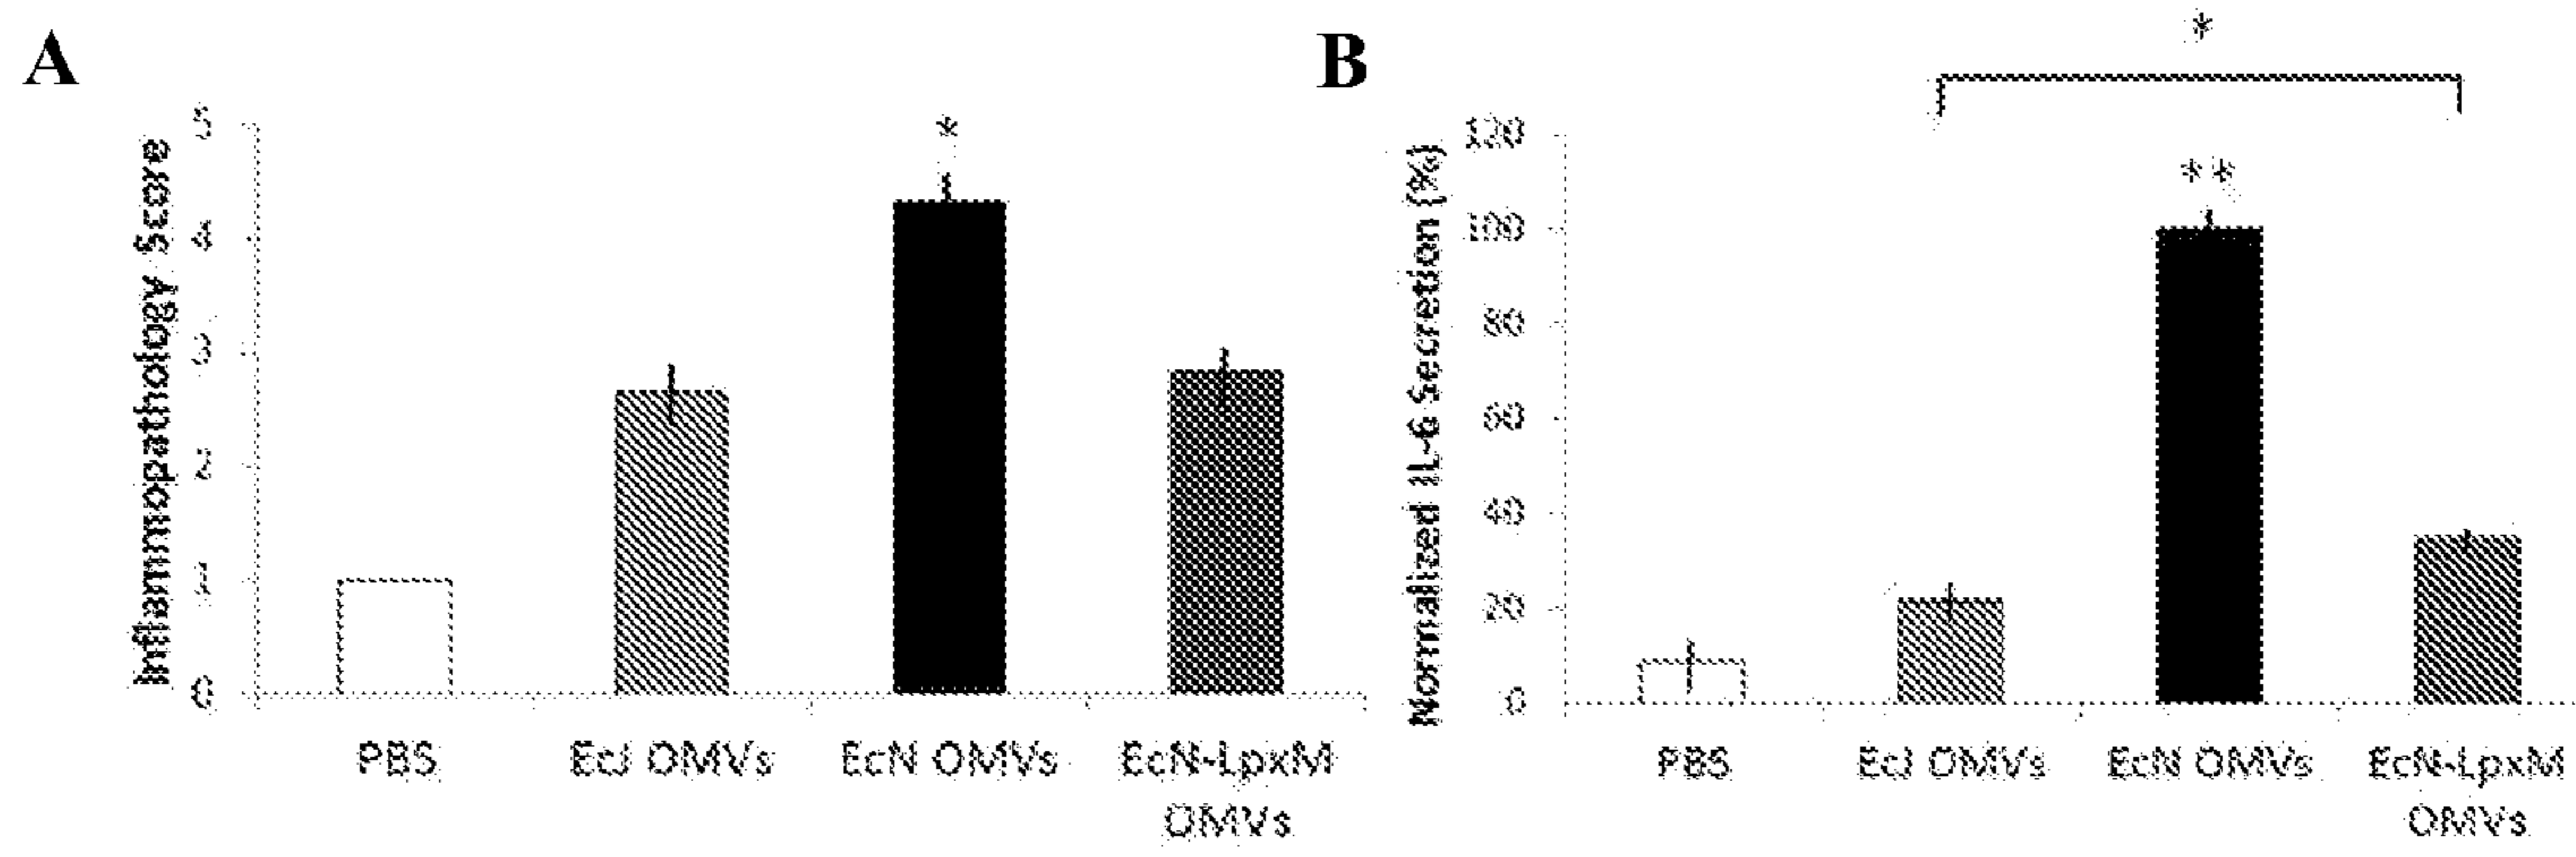 A
B
*
*
**
Inflammopathology Score
5
4
3
2
1
0
PBS
EcJ OMVs
EcN OMVs
EcN-LpxM
OMVs
Normalized IL-6 Secretion (%)
120
100
80
60
40
20
0
PBS
EcJ OMVs
EcN OMVs
EcN-LpxM
OMVs